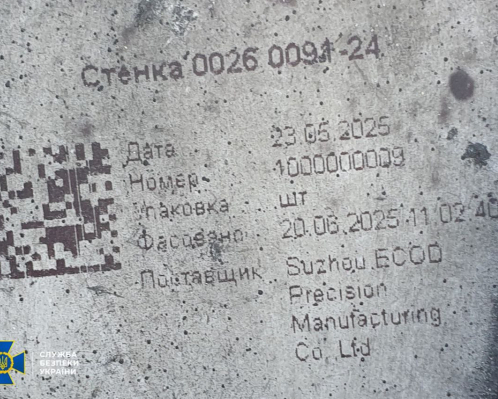 Стенка 0026 0091-24
Дата 23.05.2025
Номер 1000000009
Упаковка шт
Фасовано 20.06.2025 11 02 4
Поставщик Suzhou ECOD
Precision
Manufacturing
Co. Ltd
СЛУЖБА
БЕЗПЕКИ
УКРАЇНИ